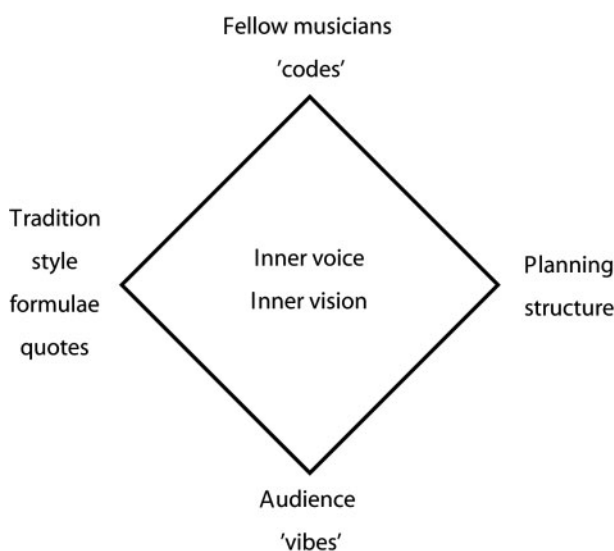 Fellow musicians
'codes'
Tradition
style
formulae
quotes
Inner voice
Inner vision
Planning
structure
Audience
'vibes'